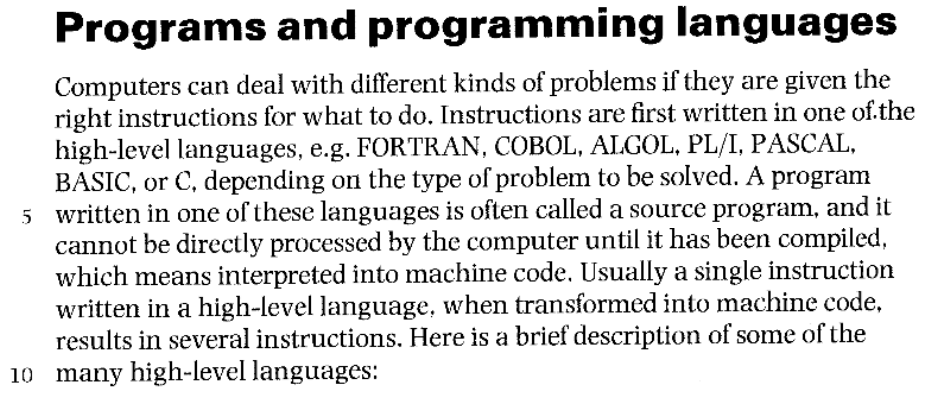 Programs and programming languages
Computers can deal with different kinds of problems if they are given the
right instructions for what to do. Instructions are first written in one of.the
high-level languages, e.g. FORTRAN, COBOL, ALGOL, PL/I, PASCAL,
BASIC, or C, depending on the type of problem to be solved. A program
5 written in one of these languages is often called a source program, and it
cannot be directly processed by the computer until it has been compiled,
which means interpreted into machine code. Usually a single instruction
written in a high-level language, when transformed into machine code,
results in several instructions. Here is a brief description of some of the
10 many high-level languages: